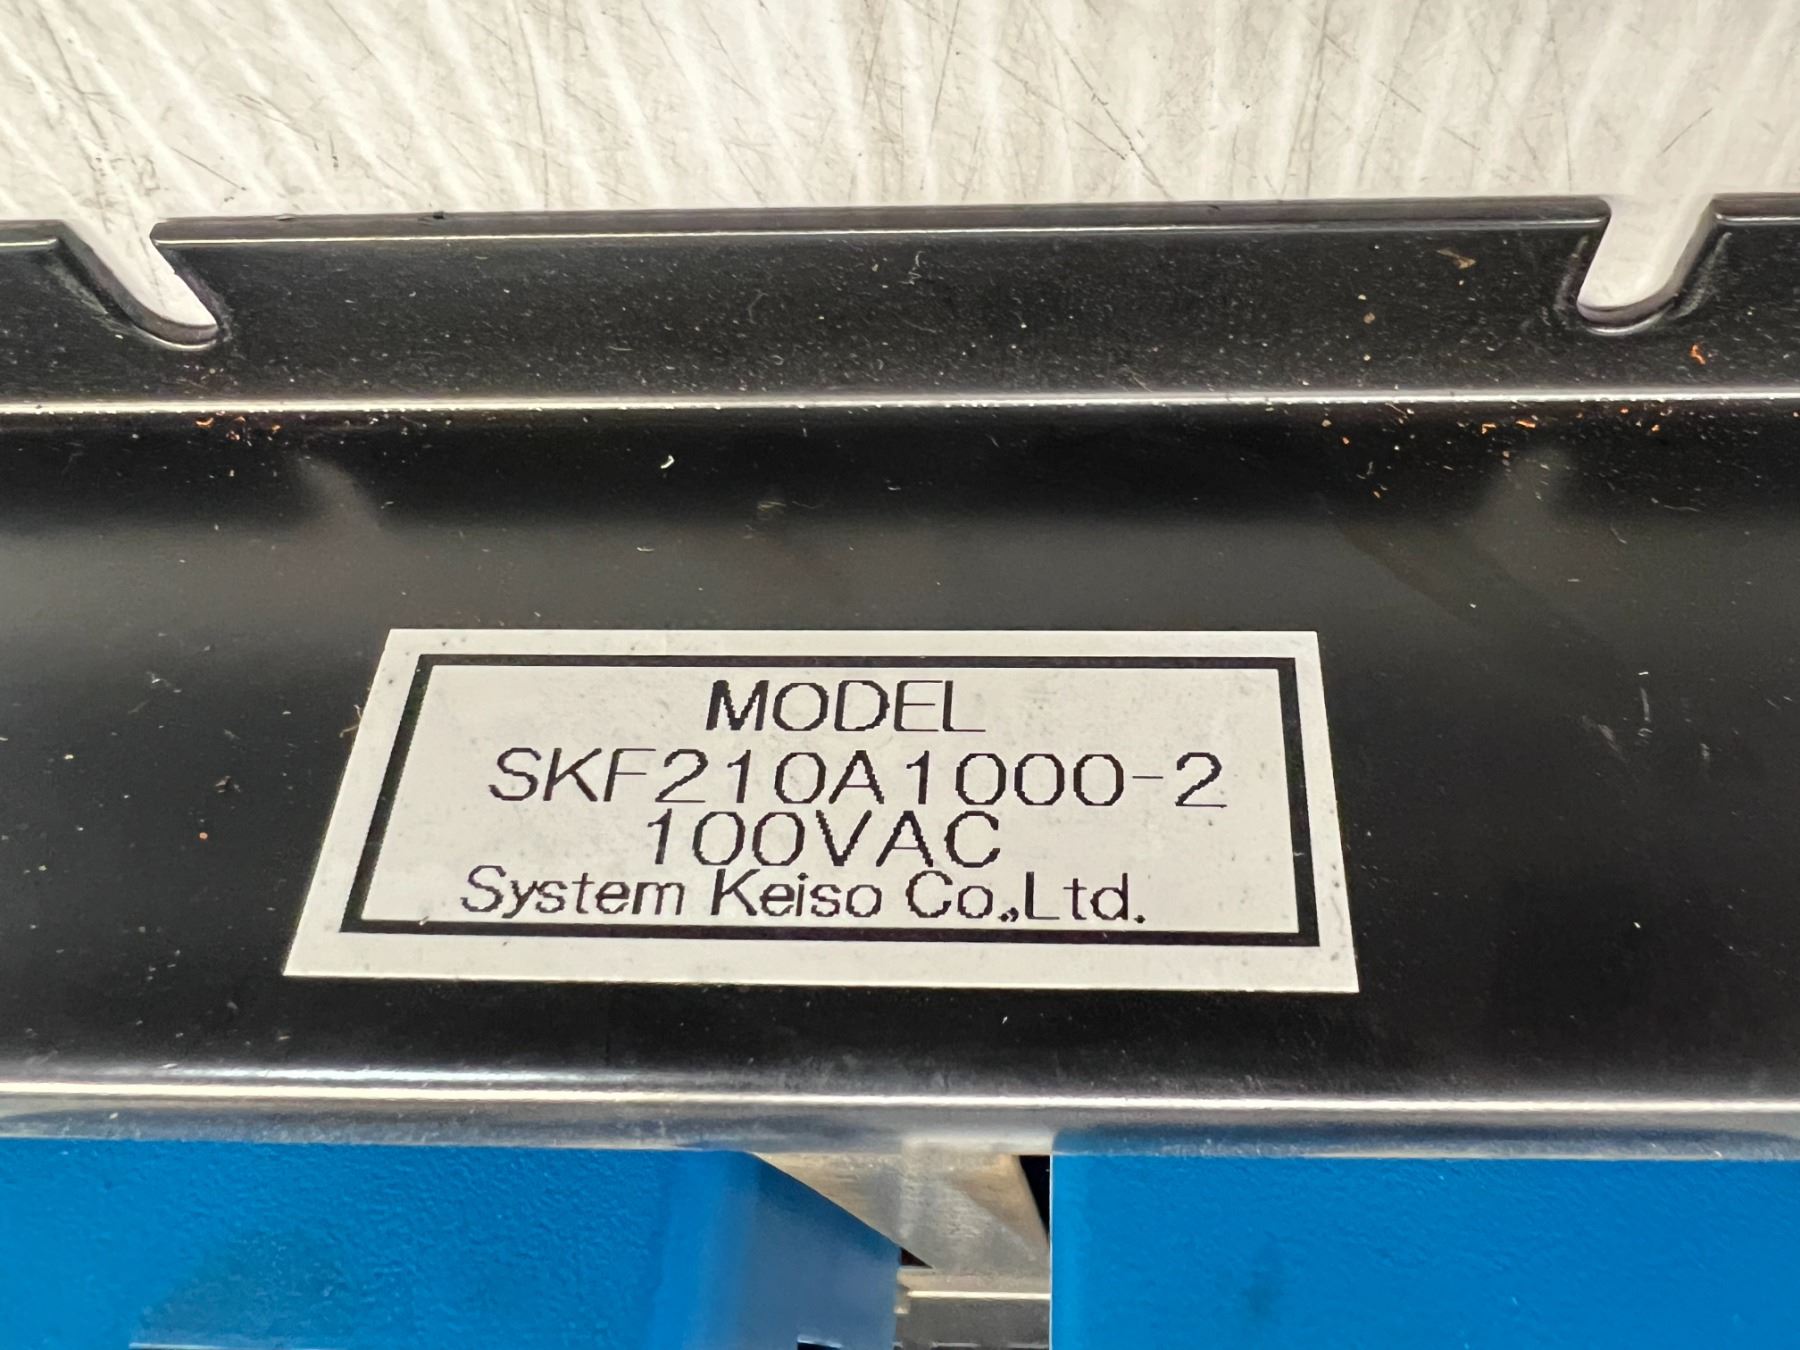 MODEL
SKF210A1000-2
100VAC
System Keiso Co.,Ltd.